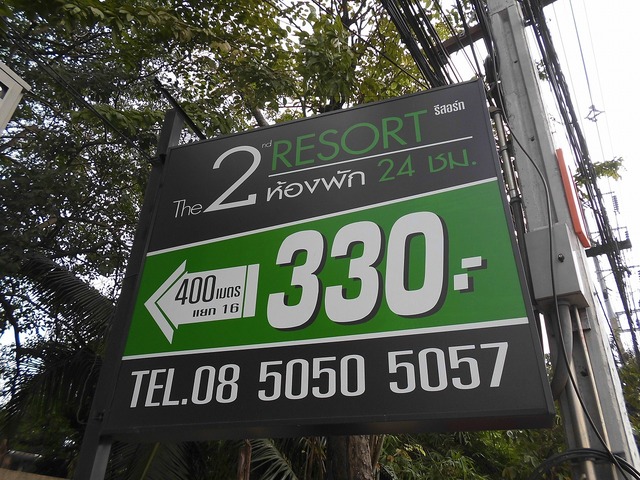 The 2nd RESORT รีสอร์ท
ห้องพัก 24 ชม.
400 เมตร
แยก 16
330.-
TEL.08 5050 5057